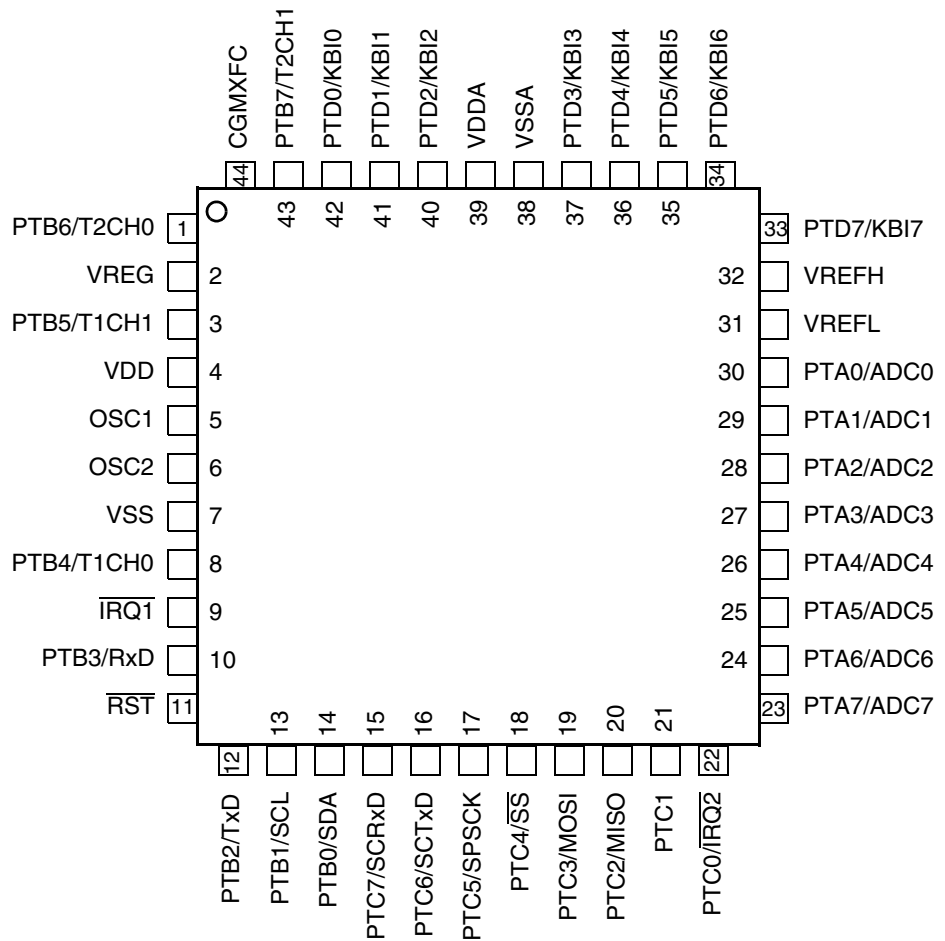 CGMXFC
PTB7/T2CH1
PTD0/KBI0
PTD1/KBI1
PTD2/KBI2
VDDA
VSSA
PTD3/KBI3
PTD4/KBI4
PTD5/KBI5
PTD6/KBI6
44
43
42
41
40
39
38
37
36
35
34
PTB6/T2CH0 1
33 PTD7/KBI7
VREG 2
32 VREFH
PTB5/T1CH1 3
31 VREFL
VDD 4
30 PTA0/ADC0
OSC1 5
29 PTA1/ADC1
OSC2 6
28 PTA2/ADC2
VSS 7
27 PTA3/ADC3
PTB4/T1CH0 8
26 PTA4/ADC4
IRQ1 9
25 PTA5/ADC5
PTB3/RxD 10
24 PTA6/ADC6
RST 11
23 PTA7/ADC7
12
13
14
15
16
17
18
19
20
21
22
PTB2/TxD
PTB1/SCL
PTB0/SDA
PTC7/SCRxD
PTC6/SCTxD
PTC5/SPSCK
PTC4/SS
PTC3/MOSI
PTC2/MISO
PTC1
PTC0/IRQ2